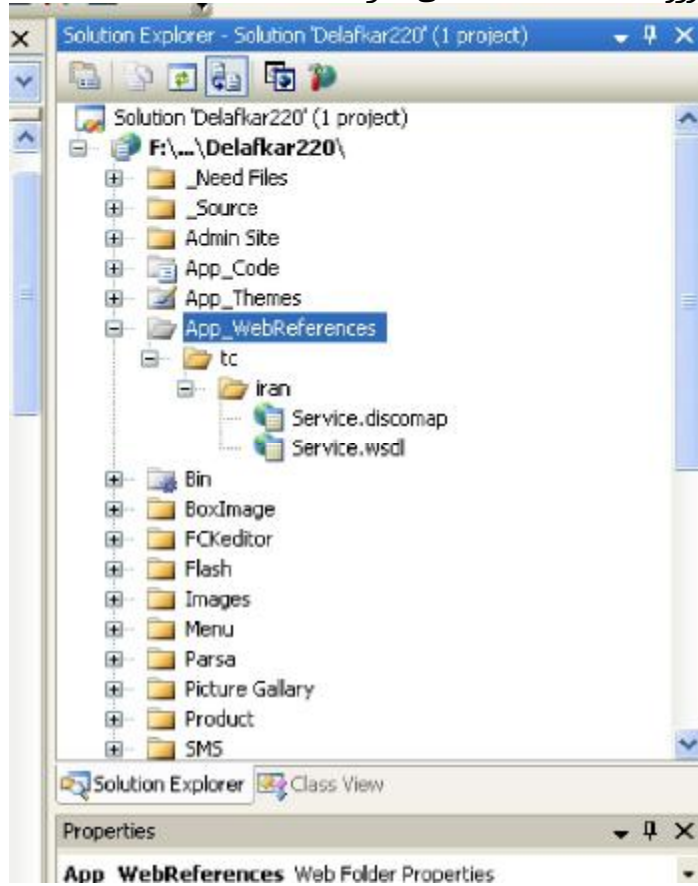 Solution Explorer - Solution 'Delafkar220' (1 project)
Solution 'Delafkar220' (1 project)
F:\...\Delafkar220\
_Need Files
_Source
Admin Site
App_Code
App_Themes
App_WebReferences
tc
iran
Service.discomap
Service.wsdl
Bin
BoxImage
FCKeditor
Flash
Images
Menu
Parsa
Picture Gallary
Product
SMS
Solution Explorer Class View
Properties
App_WebReferences Web Folder Properties